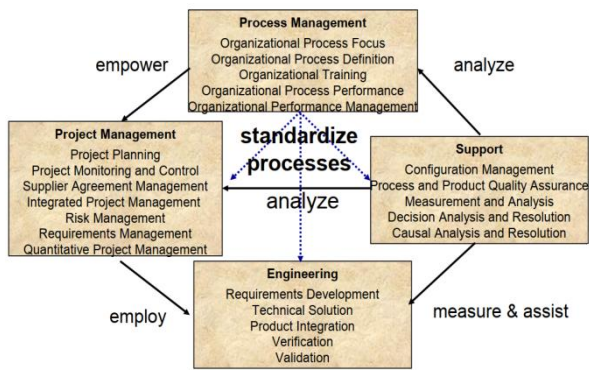 Process Management
Organizational Process Focus
Organizational Process Definition
Organizational Training
Organizational Process Performance
Organizational Performance Management
empower
analyze
standardize
processes
analyze
Project Management
Project Planning
Project Monitoring and Control
Supplier Agreement Management
Integrated Project Management
Risk Management
Requirements Management
Quantitative Project Management
Support
Configuration Management
Process and Product Quality Assurance
Measurement and Analysis
Decision Analysis and Resolution
Causal Analysis and Resolution
employ
measure & assist
Engineering
Requirements Development
Technical Solution
Product Integration
Verification
Validation